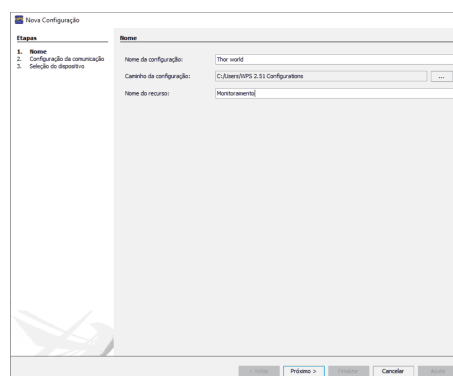 Nova Configuração
Etapas
1. Nome
2. Configuração da comunicação
3. Seleção do dispositivo
Nome
Nome da configuração: Thor world
Caminho da configuração: C:/Users/WPS 2.51 Configurations ...
Nome do recurso: Monitoramento
< Voltar Próximo > Finalizar Cancelar Ajuda